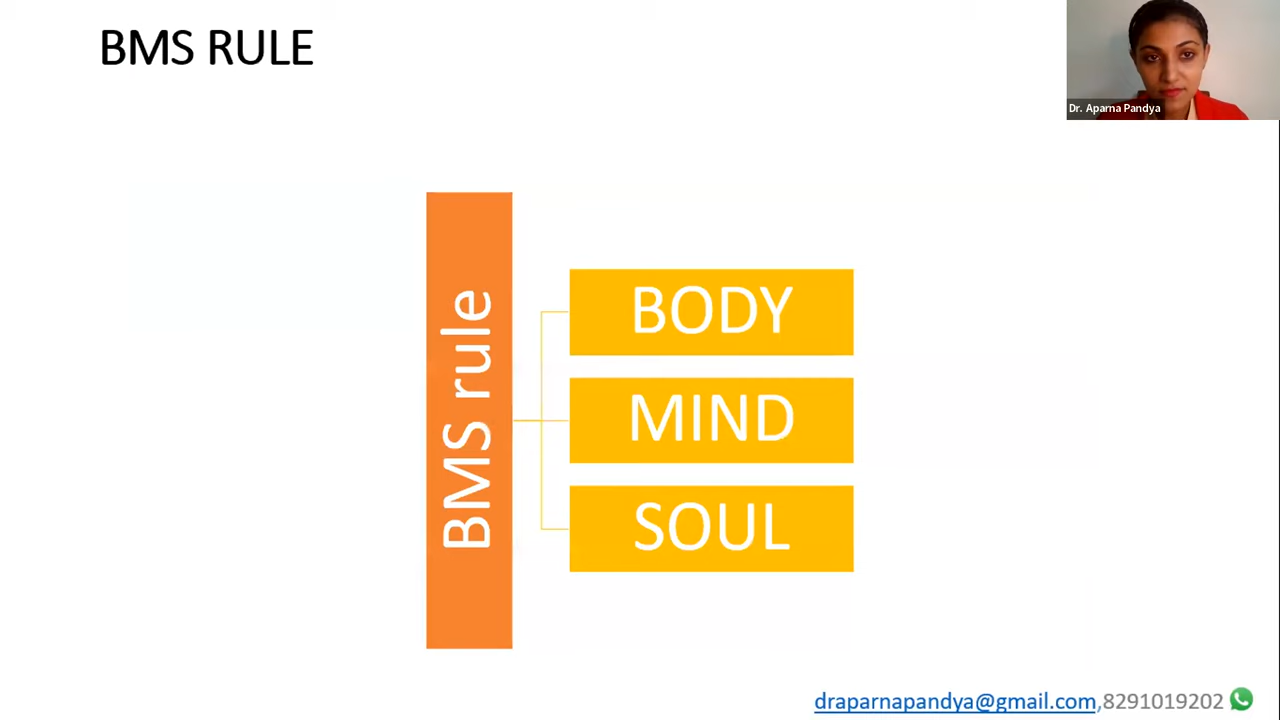 BMS RULE
Dr. Aparna Pandya
BMS rule
BODY
MIND
SOUL
draparnapandya@gmail.com,8291019202